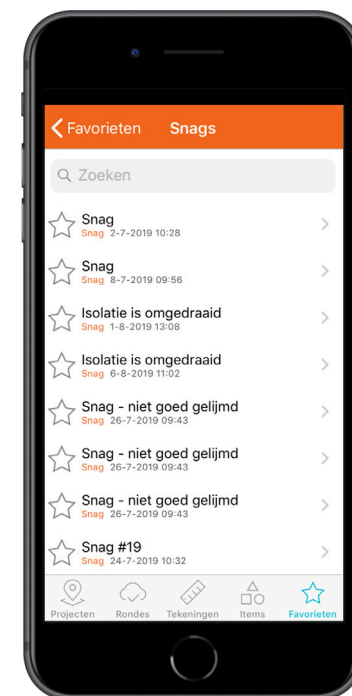 Favorieten Snags
Zoeken
Snag
Snag 2-7-2019 10:28
Snag
Snag 8-7-2019 09:56
Isolatie is omgedraaid
Snag 1-8-2019 13:08
Isolatie is omgedraaid
Snag 6-8-2019 11:02
Snag - niet goed gelijmd
Snag 26-7-2019 09:43
Snag - niet goed gelijmd
Snag 26-7-2019 09:43
Snag - niet goed gelijmd
Snag 26-7-2019 09:43
Snag #19
Snag 24-7-2019 10:32
Projecten Rondes Tekeningen Items Favorieten